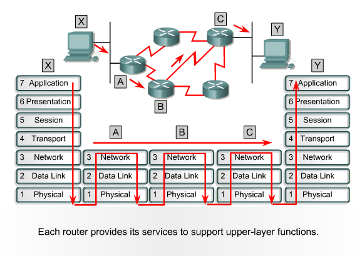 C
X
Y
A
B
X
Y
7 Application
7 Application
6 Presentation
6 Presentation
5 Session
5 Session
A B C
4 Transport
4 Transport
3 Network 3 Network 3 Network 3 Network 3 Network
2 Data Link 2 Data Link 2 Data Link 2 Data Link 2 Data Link
1 Physical 1 Physical 1 Physical 1 Physical 1 Physical
Each router provides its services to support upper-layer functions.